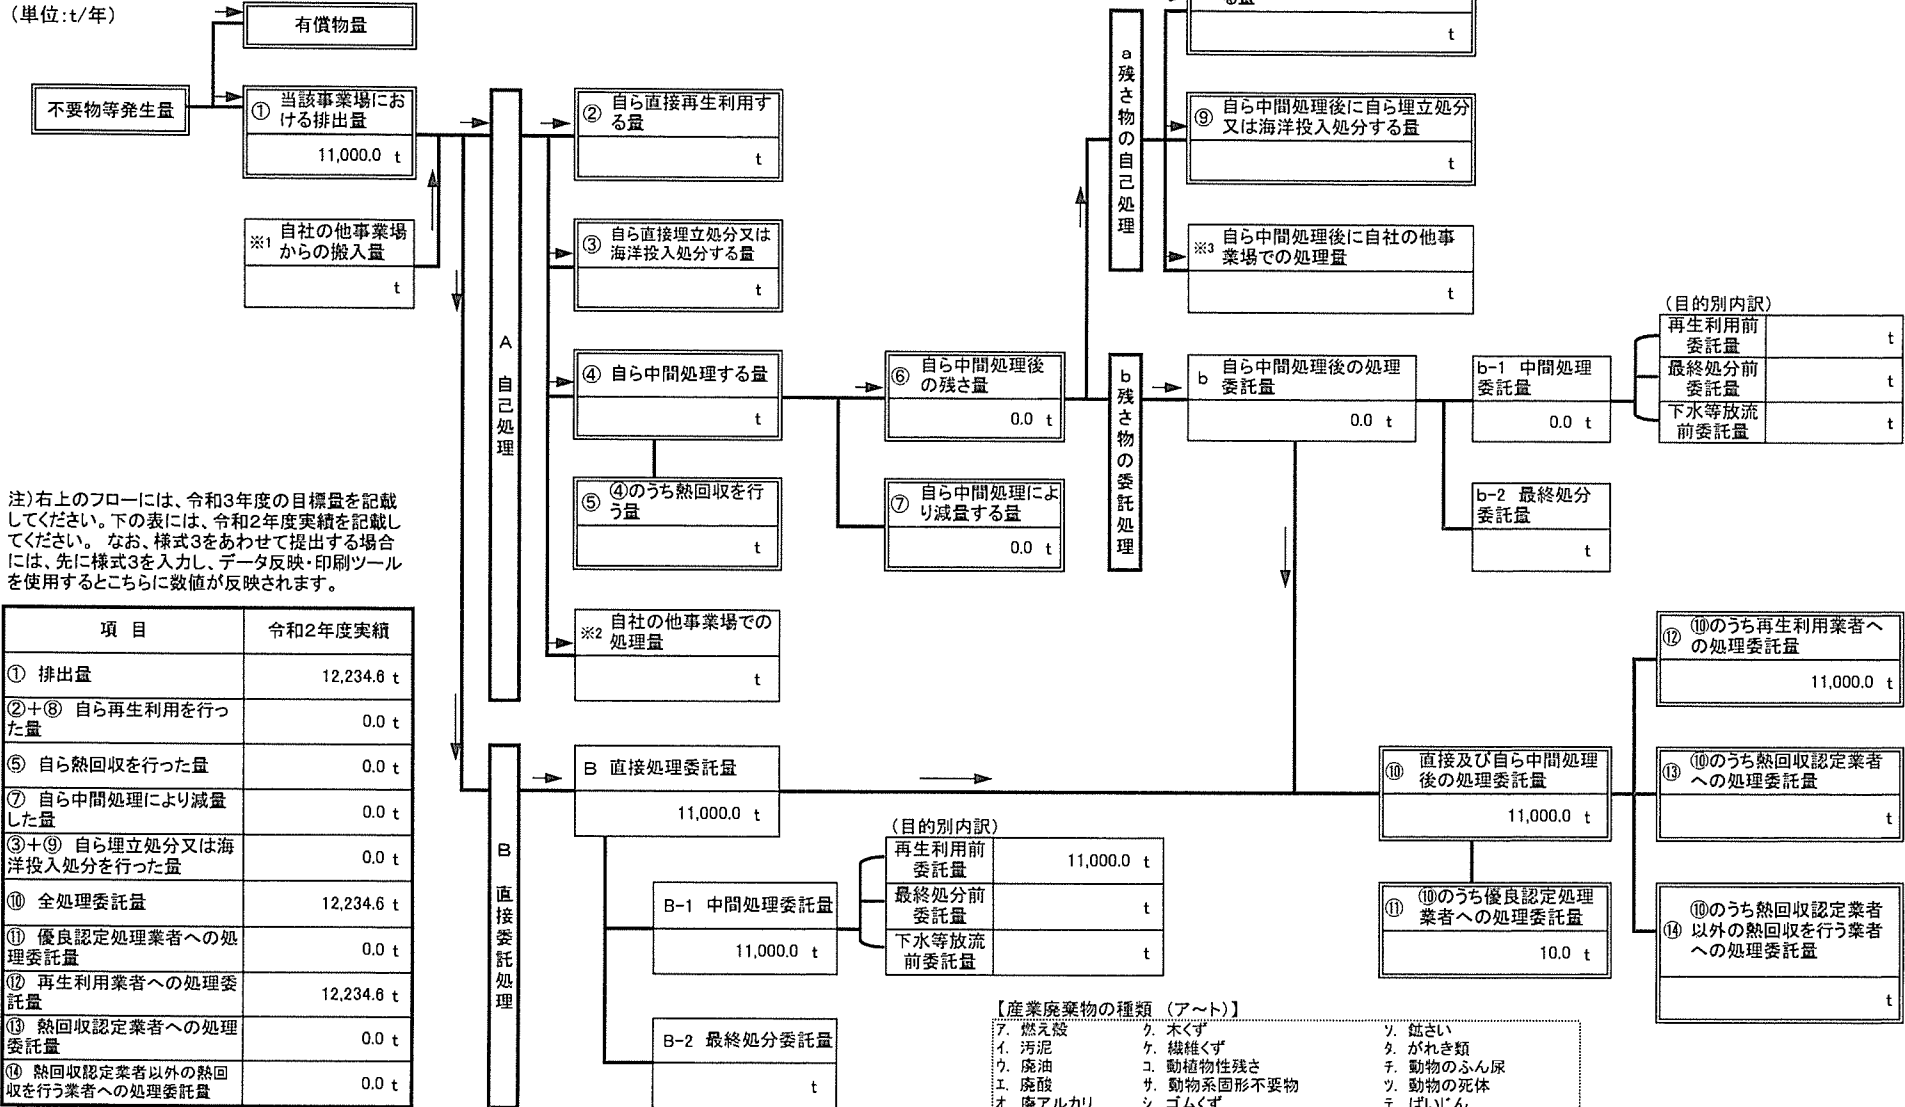 (単位:t/年)
有償物量
不要物等発生量
① 当該事業場にお
ける排出量
11,000.0 t
※1 自社の他事業場
からの搬入量
t
A 自己処理
② 自ら直接再生利用す
る量
t
③ 自ら直接埋立処分又は
海洋投入処分する量
t
④ 自ら中間処理する量
t
⑤ ④のうち熱回収を行
う量
t
※2 自社の他事業場での
処理量
t
⑥ 自ら中間処理後
の残さ量
0.0 t
⑦ 自ら中間処理によ
り減量する量
0.0 t
a 残さ物の自己処理
る量
t
⑨ 自ら中間処理後に自ら埋立処分
又は海洋投入処分する量
t
※3 自ら中間処理後に自社の他事
業場での処理量
t
b 残さ物の委託処理
b 自ら中間処理後の処理
委託量
0.0 t
b-1 中間処理
委託量
0.0 t
(目的別内訳)
再生利用前
委託量 t
最終処分前
委託量 t
下水等放流
前委託量 t
b-2 最終処分
委託量
t
注)右上のフローには、令和3年度の目標量を記載
してください。下の表には、令和2年度実績を記載し
てください。 なお、様式3をあわせて提出する場合
には、先に様式3を入力し、データ反映・印刷ツール
を使用するとこちらに数値が反映されます。
項 目 令和2年度実績
① 排出量 12,234.6 t
②+⑧ 自ら再生利用を行っ
た量 0.0 t
⑤ 自ら熱回収を行った量 0.0 t
⑦ 自ら中間処理により減量
した量 0.0 t
③+⑨ 自ら埋立処分又は海
洋投入処分を行った量 0.0 t
⑩ 全処理委託量 12,234.6 t
⑪ 優良認定処理業者への処
理委託量 0.0 t
⑫ 再生利用業者への処理委
託量 12,234.6 t
⑬ 熱回収認定業者への処理
委託量 0.0 t
⑭ 熱回収認定業者以外の熱回
収を行う業者への処理委託量 0.0 t
B 直接委託処理
B 直接処理委託量
11,000.0 t
B-1 中間処理委託量
11,000.0 t
(目的別内訳)
再生利用前
委託量 11,000.0 t
最終処分前
委託量 t
下水等放流
前委託量 t
B-2 最終処分委託量
t
⑩ 直接及び自ら中間処理
後の処理委託量
11,000.0 t
⑪ ⑩のうち優良認定処理
業者への処理委託量
10.0 t
⑫ ⑩のうち再生利用業者へ
の処理委託量
11,000.0 t
⑬ ⑩のうち熱回収認定業者
への処理委託量
t
⑭ ⑩のうち熱回収認定業者
以外の熱回収を行う業者
への処理委託量
t
【産業廃棄物の種類 (ア~ト)】
ア. 燃え殻 ク. 木くず ソ. 鉱さい
イ. 汚泥 ケ. 繊維くず タ. がれき類
ウ. 廃油 コ. 動植物性残さ チ. 動物のふん尿
エ. 廃酸 サ. 動物系固形不要物 ツ. 動物の死体
オ. 廃アルカリ シ. ゴムくず テ. ばいじん